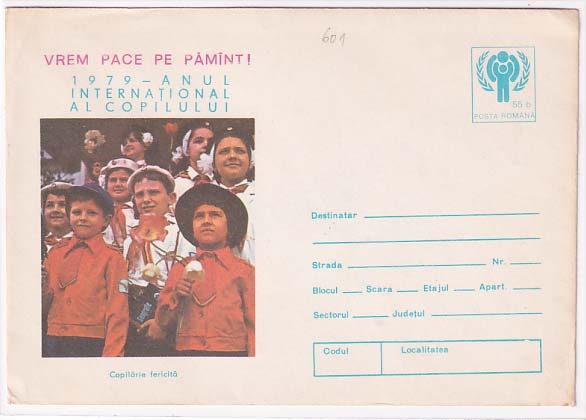 601
VREM PACE PE PĂMÎNT!
1979 – ANUL
INTERNAȚIONAL
AL COPILULUI
55 b
POSTA ROMÂNĂ
Destinatar
Strada Nr.
Blocul Scara Etajul Apart.
Sectorul Județul
Codul Localitatea
Copilărie fericită